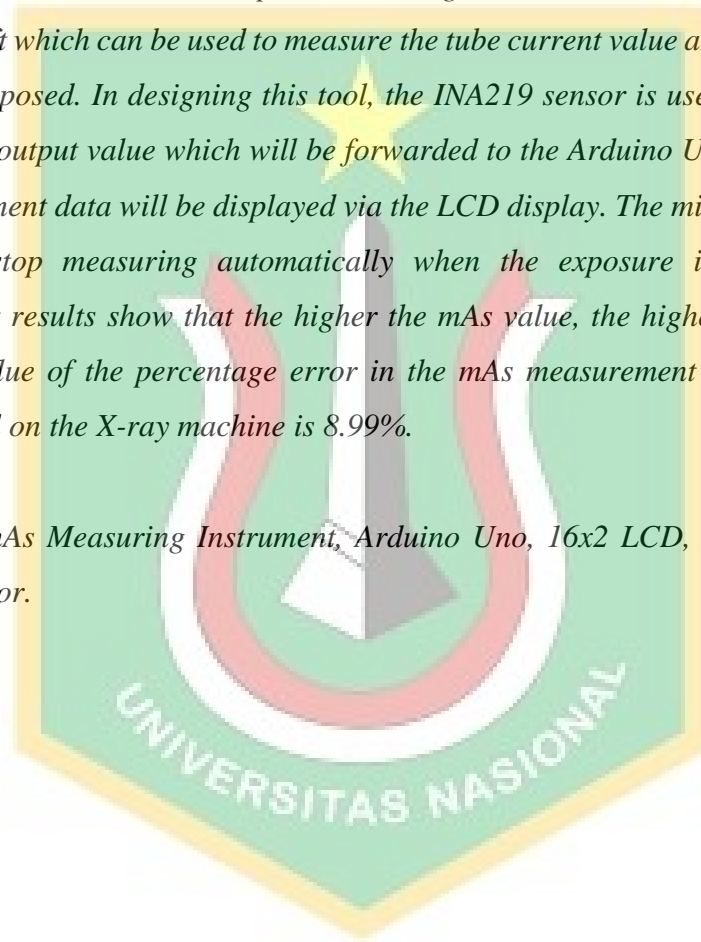 t which can be used to measure the tube current value a
posed. In designing this tool, the INA219 sensor is use
output value which will be forwarded to the Arduino U
ent data will be displayed via the LCD display. The mi
top measuring automatically when the exposure i
results show that the higher the mAs value, the highe
lue of the percentage error in the mAs measurement
on the X-ray machine is 8.99%.
As Measuring Instrument, Arduino Uno, 16x2 LCD,
or.
UNIVERSITAS NASIONAL